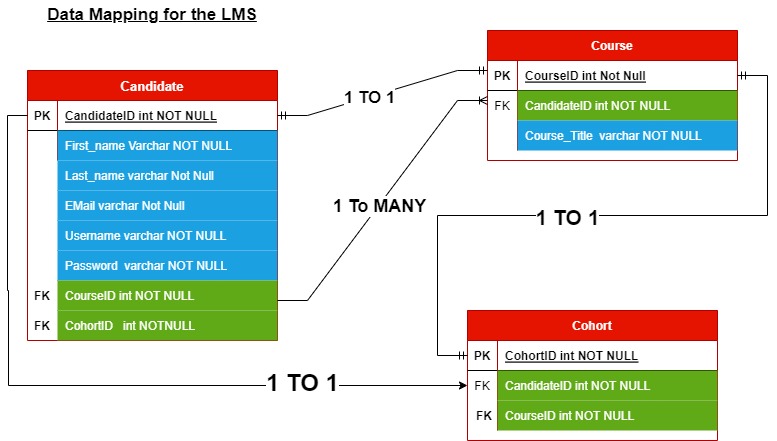 Data Mapping for the LMS
Candidate
PK CandidateID int NOT NULL
First_name Varchar NOT NULL
Last_name varchar Not Null
EMail varchar Not Null
Username varchar NOT NULL
Password varchar NOT NULL
FK CourseID int NOT NULL
FK CohortID int NOTNULL
1 TO 1
1 To MANY
Course
PK CourseID int Not Null
FK CandidateID int NOT NULL
Course_Title varchar NOT NULL
1 TO 1
Cohort
PK CohortID int NOT NULL
FK CandidateID int NOT NULL
FK CourseID int NOT NULL
1 TO 1